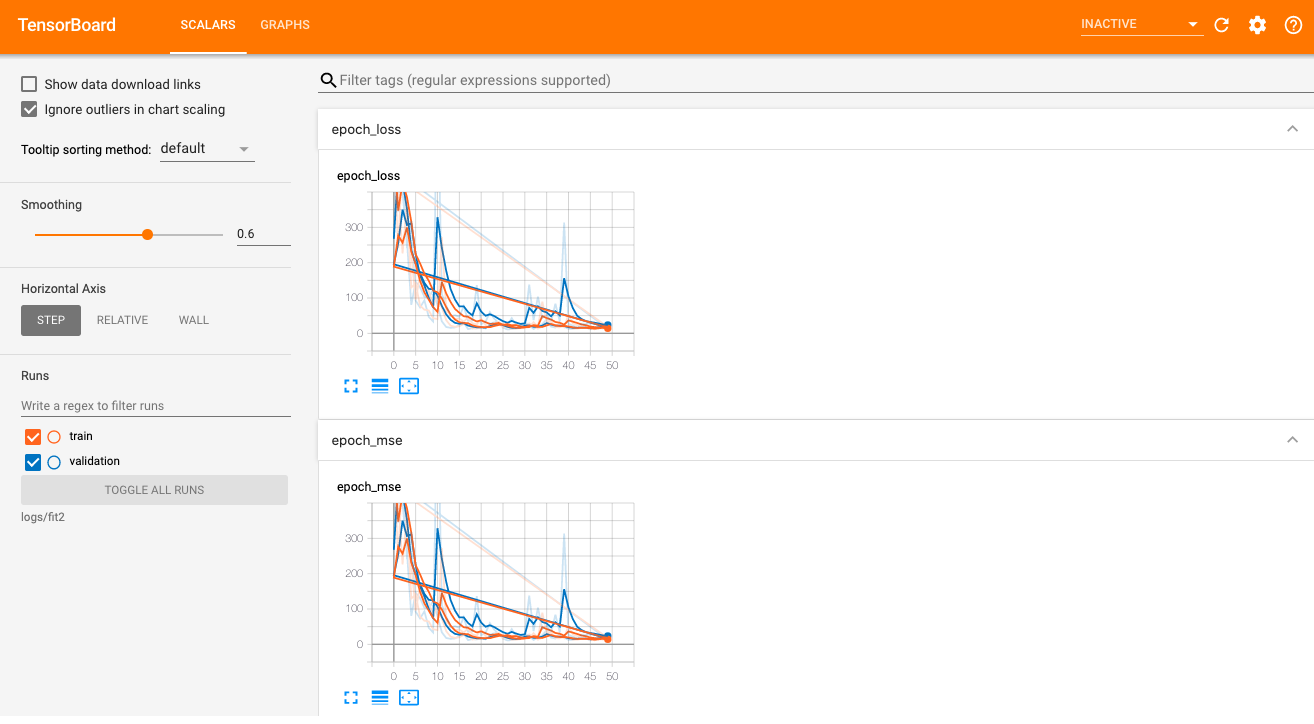 TensorBoard
SCALARS GRAPHS
INACTIVE
Show data download links
Ignore outliers in chart scaling
Tooltip sorting method: default
Smoothing
0.6
Horizontal Axis
STEP RELATIVE WALL
Runs
Write a regex to filter runs
train
validation
TOGGLE ALL RUNS
logs/fit2
Filter tags (regular expressions supported)
epoch_loss
epoch_loss
300
200
100
0
0 5 10 15 20 25 30 35 40 45 50
epoch_mse
epoch_mse
300
200
100
0
0 5 10 15 20 25 30 35 40 45 50